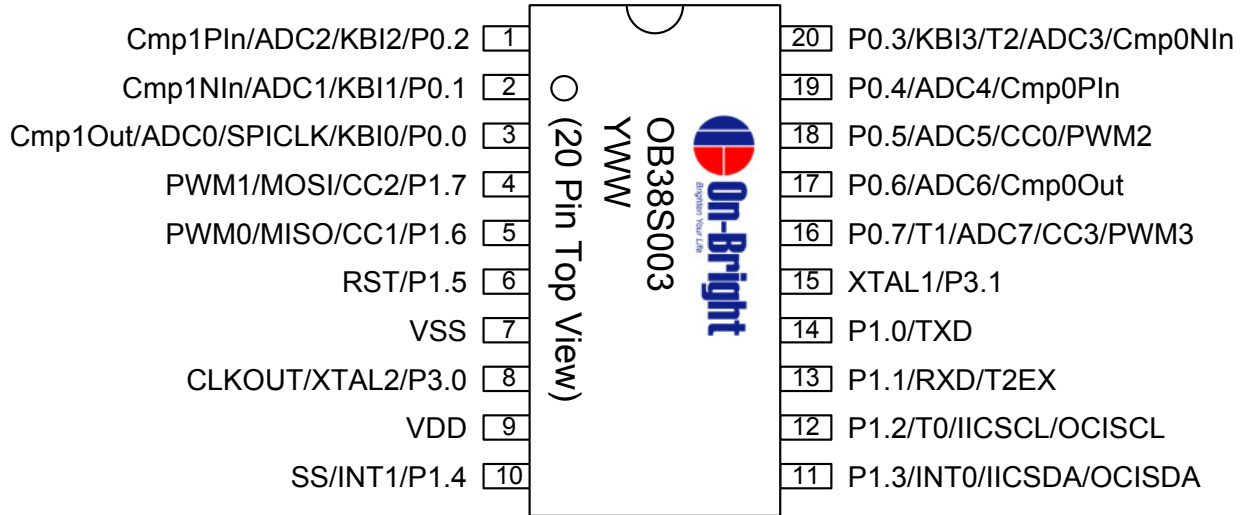 Cmp1PIn/ADC2/KBI2/P0.2 1
Cmp1NIn/ADC1/KBI1/P0.1 2
Cmp1Out/ADC0/SPICLK/KBI0/P0.0 3
PWM1/MOSI/CC2/P1.7 4
PWM0/MISO/CC1/P1.6 5
RST/P1.5 6
VSS 7
CLKOUT/XTAL2/P3.0 8
VDD 9
SS/INT1/P1.4 10
On-Bright
Brighten Your Life
OB38S003
YWW
(20 Pin Top View)
20 P0.3/KBI3/T2/ADC3/Cmp0NIn
19 P0.4/ADC4/Cmp0PIn
18 P0.5/ADC5/CC0/PWM2
17 P0.6/ADC6/Cmp0Out
16 P0.7/T1/ADC7/CC3/PWM3
15 XTAL1/P3.1
14 P1.0/TXD
13 P1.1/RXD/T2EX
12 P1.2/T0/IICSCL/OCISCL
11 P1.3/INT0/IICSDA/OCISDA